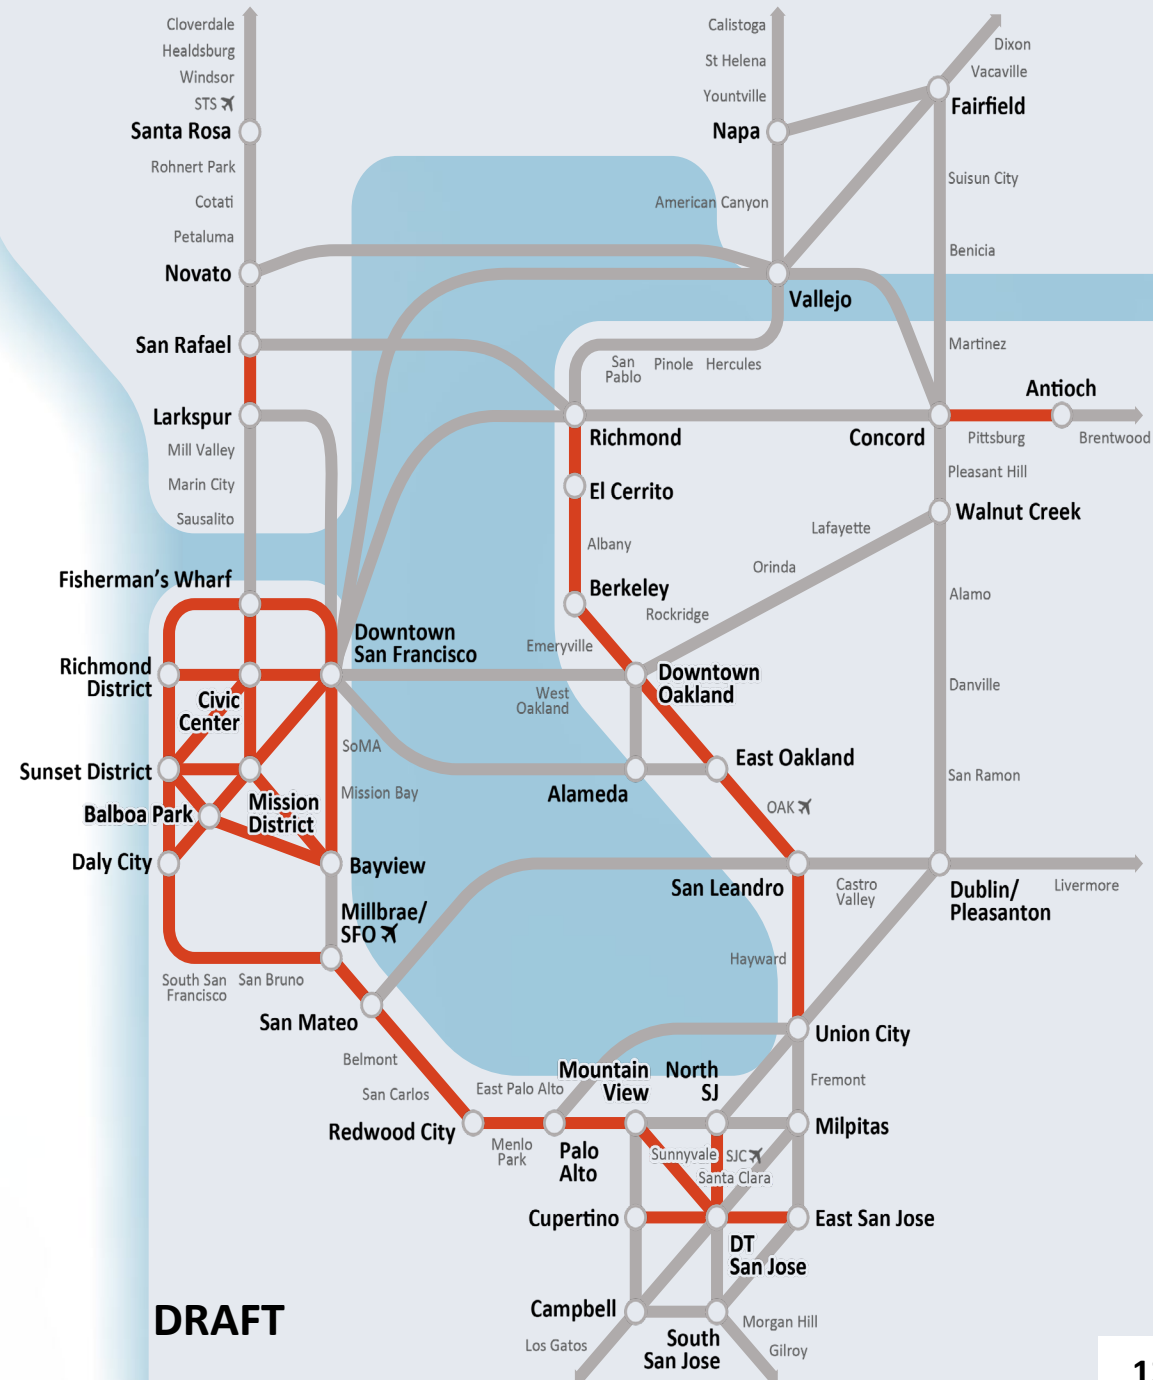 Cloverdale
Healdsburg
Windsor
STS
Santa Rosa
Rohnert Park
Cotati
Petaluma
Novato
San Rafael
Larkspur
Mill Valley
Marin City
Sausalito
Calistoga
St Helena
Yountville
Napa
American Canyon
Dixon
Vacaville
Fairfield
Suisun City
Benicia
Vallejo
Martinez
San
Pablo
Pinole
Hercules
Antioch
Richmond
Concord
Pittsburg
Brentwood
Pleasant Hill
El Cerrito
Walnut Creek
Lafayette
Albany
Orinda
Berkeley
Rockridge
Alamo
Emeryville
Fisherman's Wharf
Downtown
San Francisco
Richmond
District
Civic
Center
Downtown
Oakland
West
Oakland
Danville
SoMA
East Oakland
Sunset District
Mission Bay
Alameda
San Ramon
Balboa Park
Mission
District
OAK
Daly City
Bayview
San Leandro
Castro
Valley
Dublin/
Pleasanton
Livermore
Millbrae/
SFO
South San
Francisco
San Bruno
Hayward
San Mateo
Union City
Belmont
San Carlos
East Palo Alto
Mountain
View
North
SJ
Fremont
Redwood City
Menlo
Park
Palo
Alto
Milpitas
Sunnyvale
SJC
Santa Clara
Cupertino
East San Jose
DT
San Jose
Campbell
South
San Jose
Morgan Hill
Gilroy
Los Gatos
DRAFT